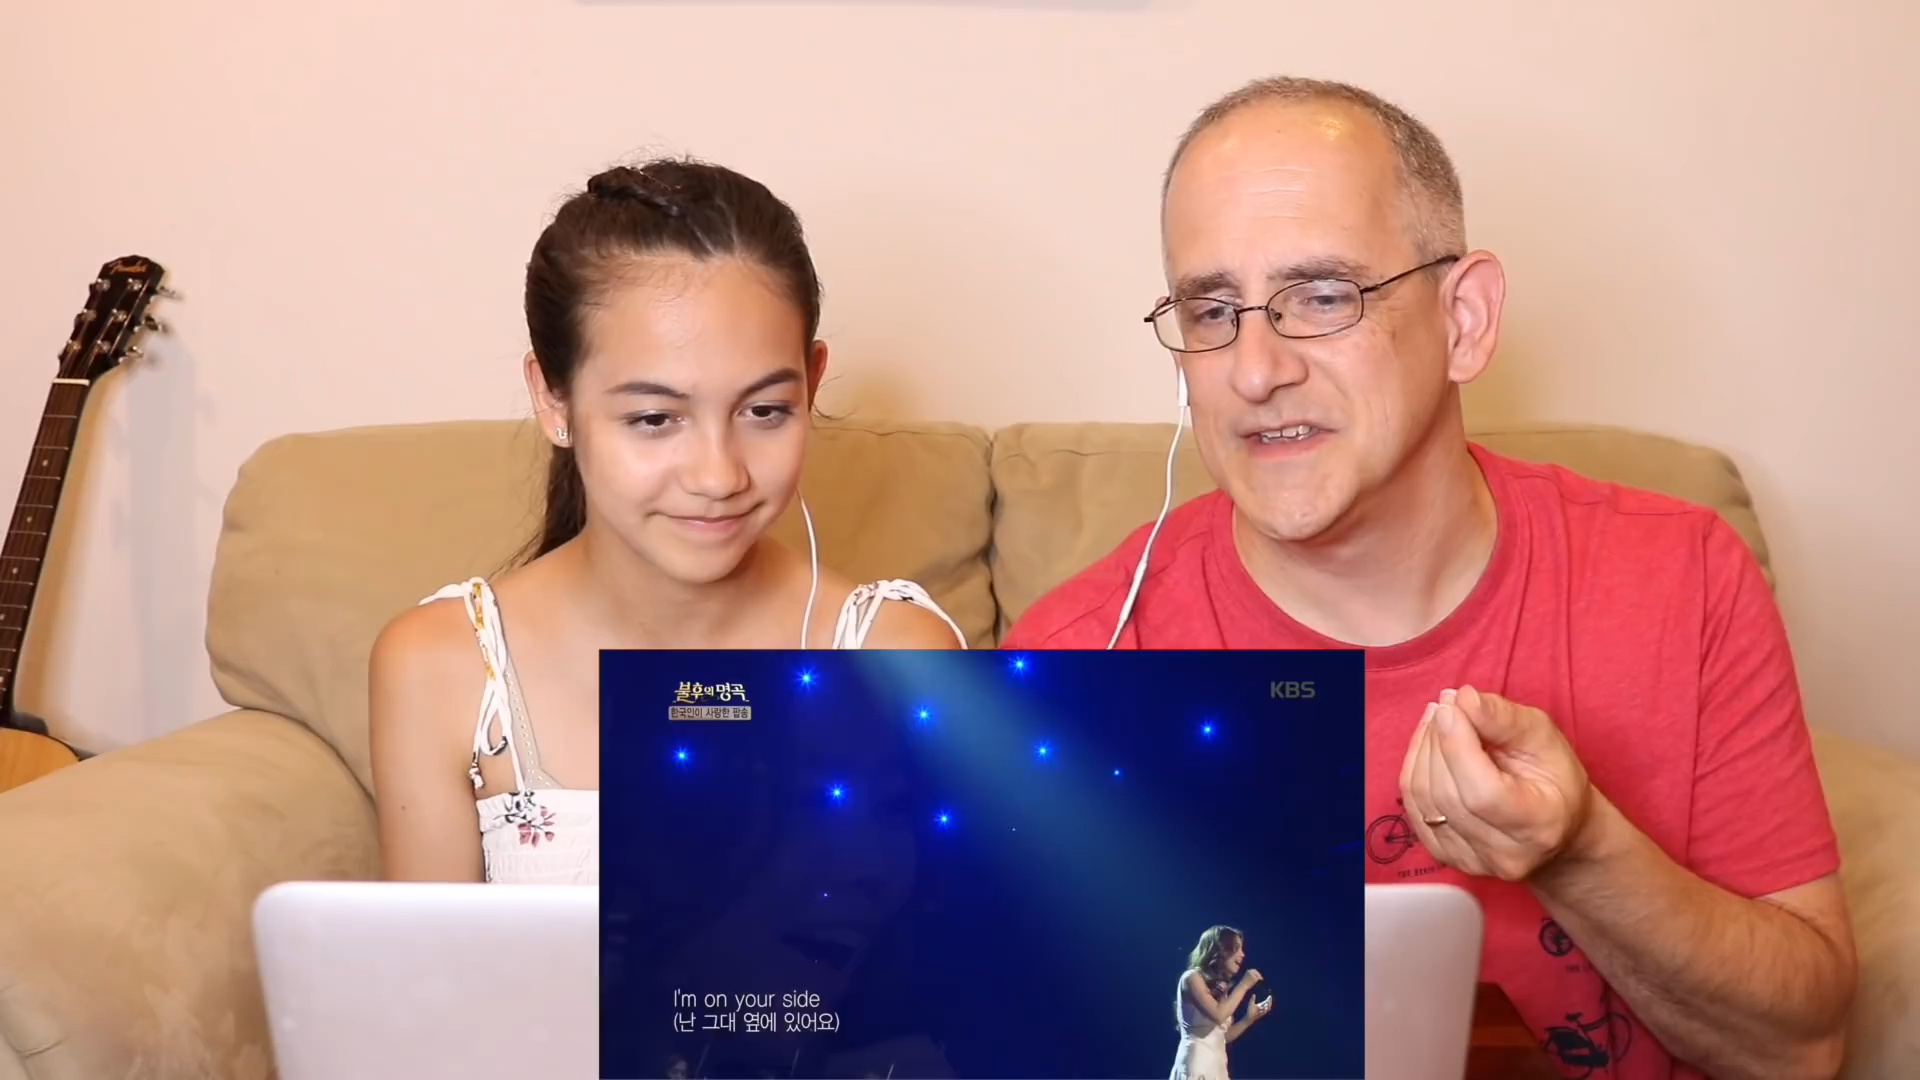 Fender
불후의 명곡
한국인이 사랑한 팝송
KBS
I'm on your side
(난 그대 옆에 있어요)